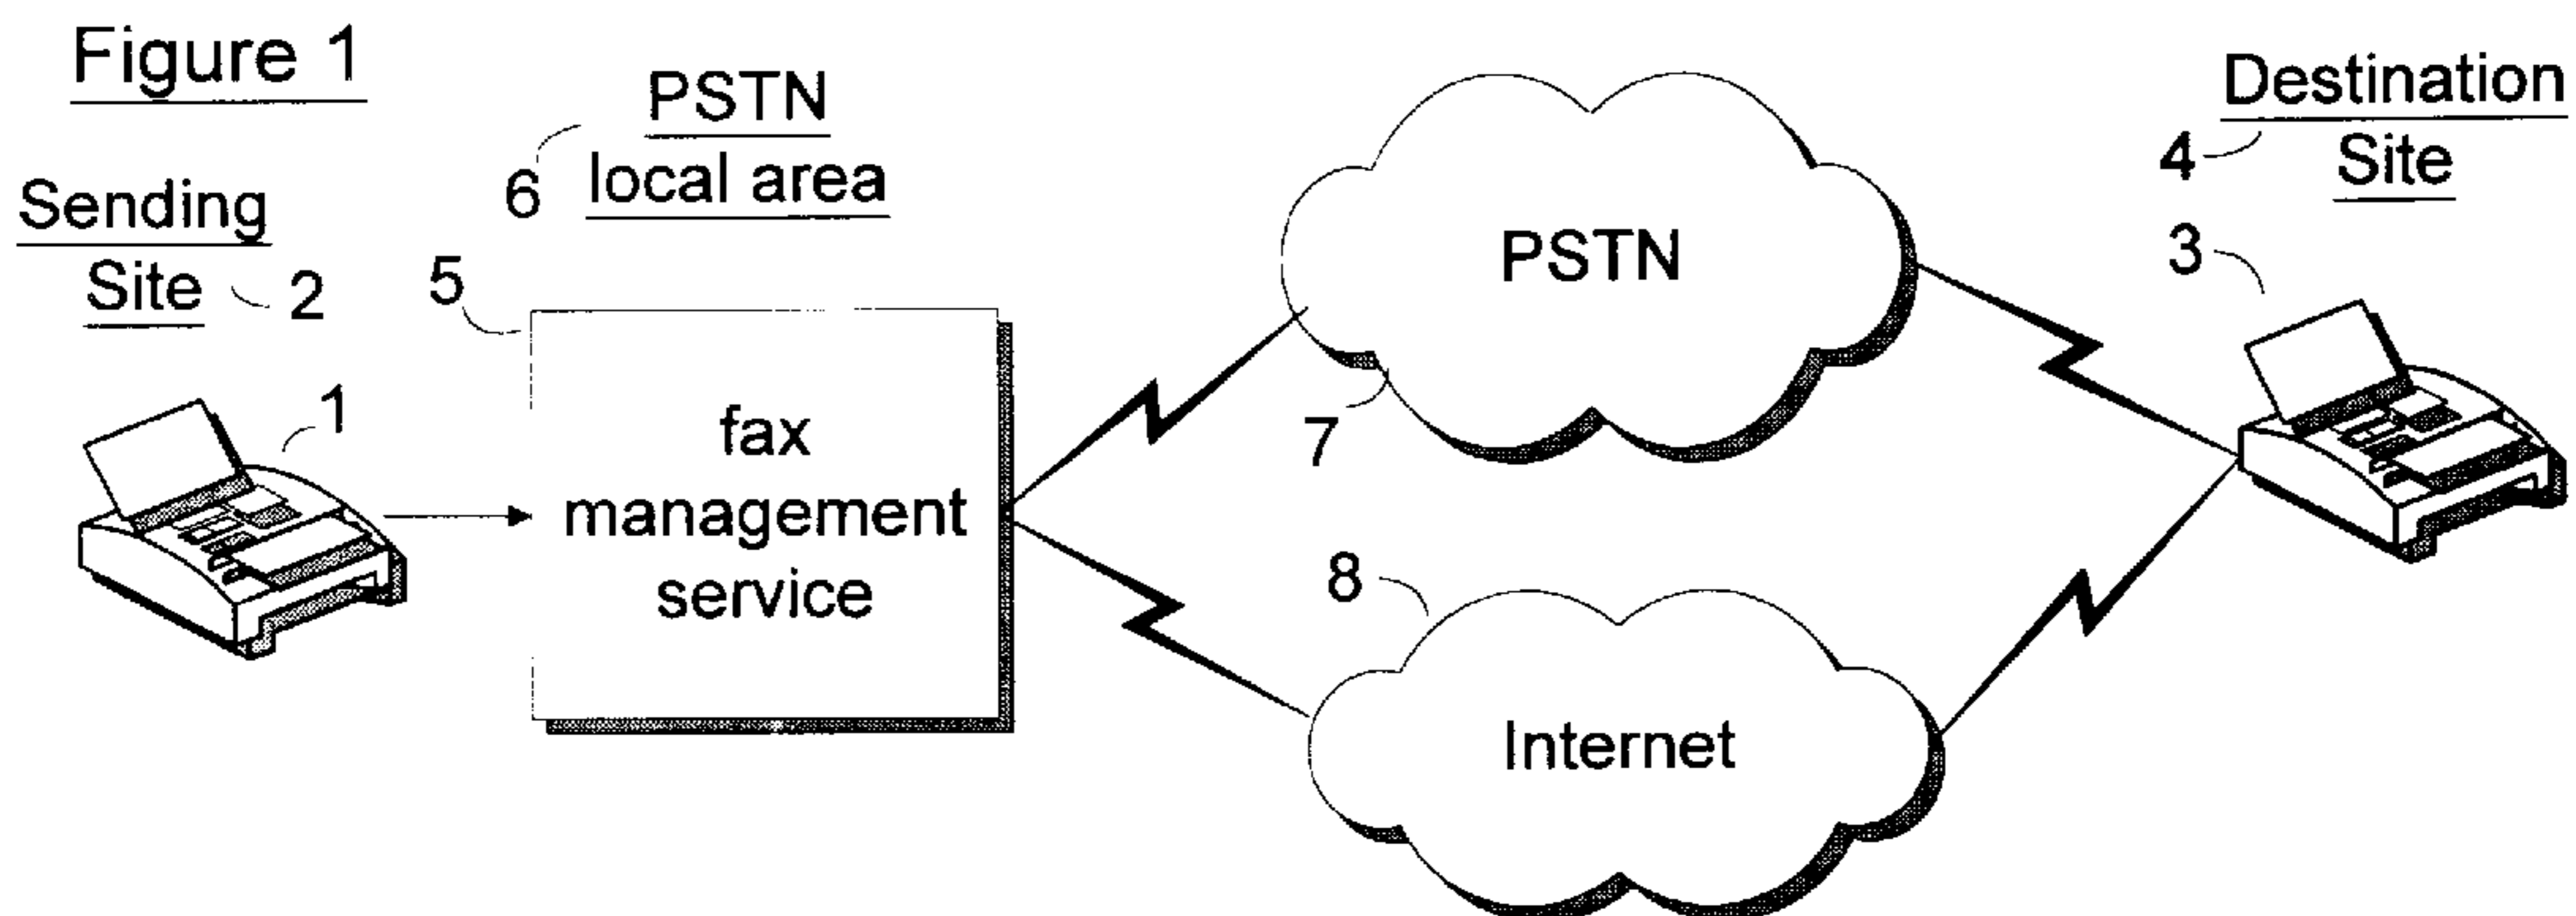 Figure 1
PSTN
local area
6
Sending
Site
2
5
1
fax
management
service
PSTN
7
8
Internet
Destination
Site
4
3